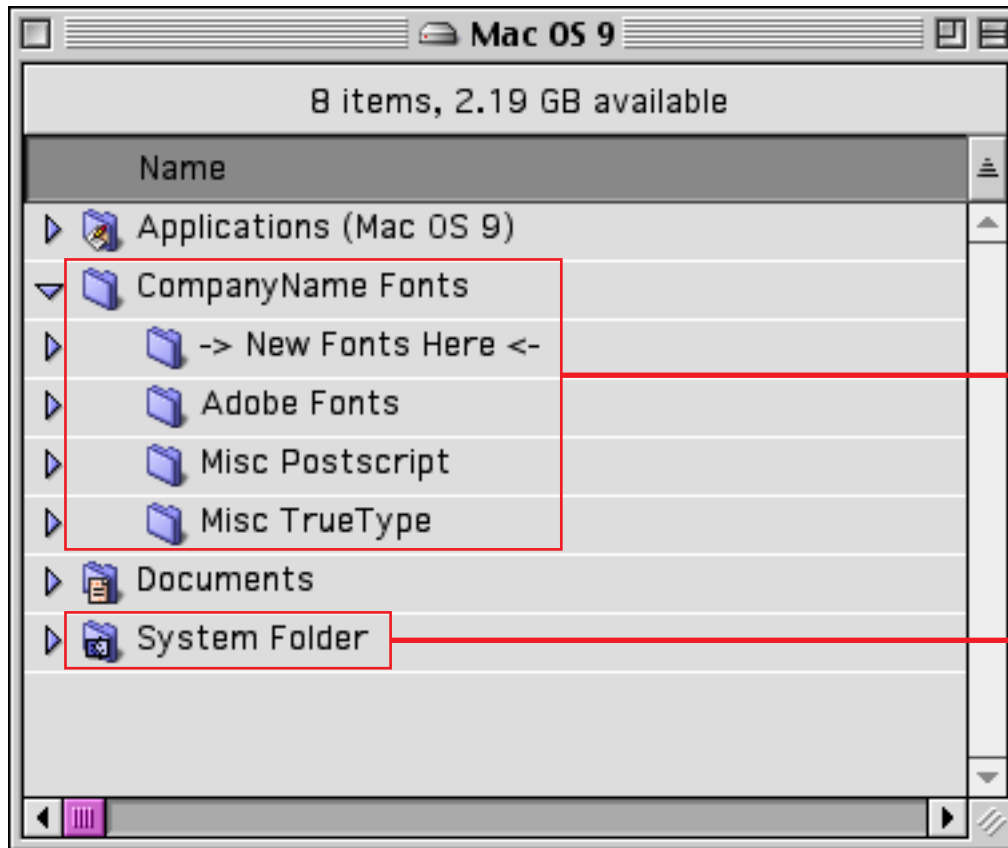 Mac OS 9
8 items, 2.19 GB available
Name
Applications (Mac OS 9)
CompanyName Fonts
-> New Fonts Here <-
Adobe Fonts
Misc Postscript
Misc TrueType
Documents
System Folder